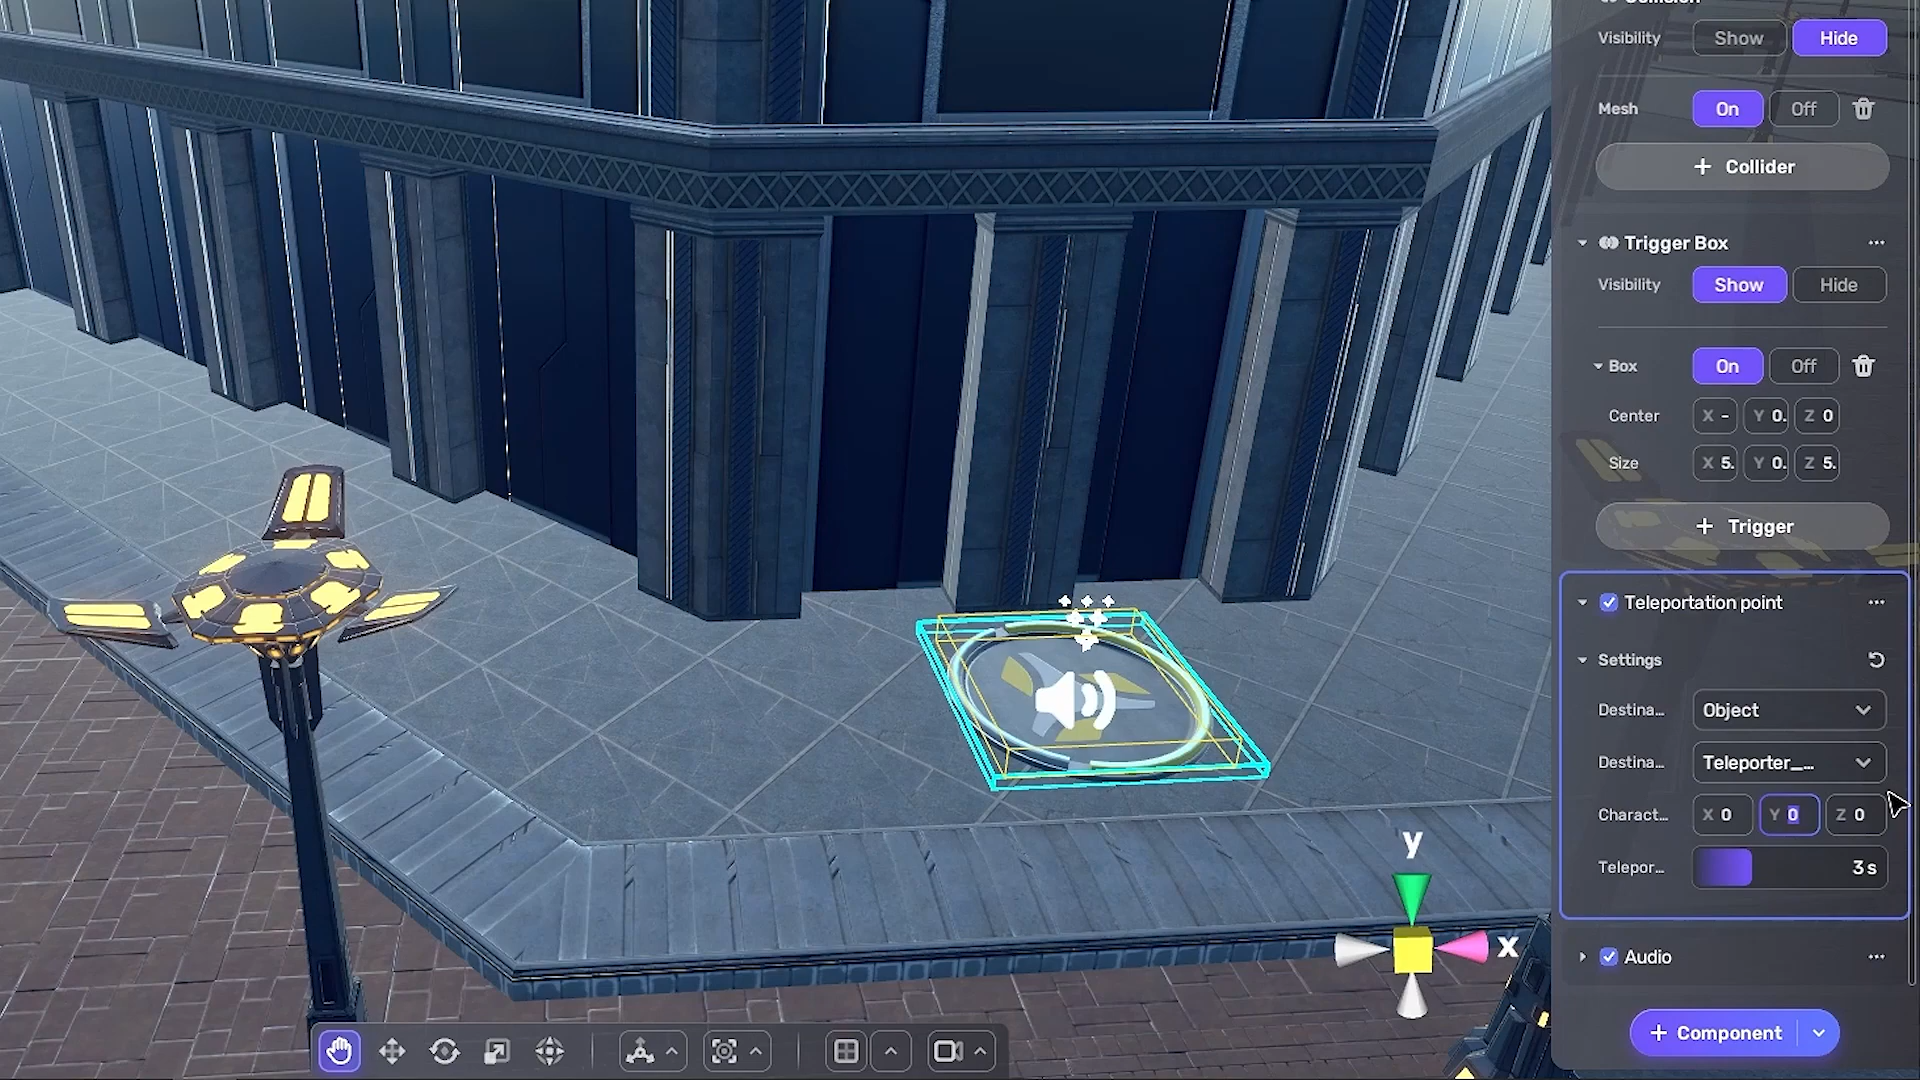 Collision
Visibility Show Hide
Mesh On Off
+ Collider
Trigger Box
Visibility Show Hide
Box On Off
Center X - Y 0. Z 0
Size X 5. Y 0. Z 5.
+ Trigger
Teleportation point
Settings
Destina... Object
Destina... Teleporter_...
Charact... X 0 Y 0 Z 0
Telepor... 3 s
y
x
Audio
+ Component